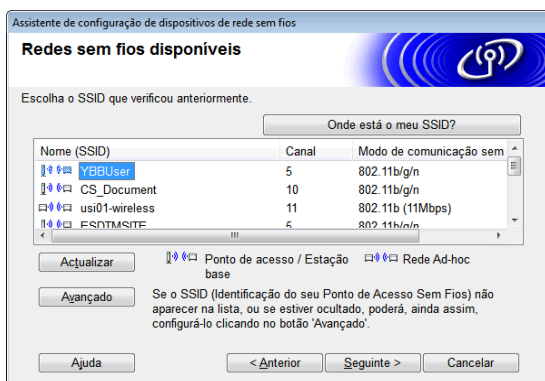 Assistente de configuração de dispositivos de rede sem fios
Redes sem fios disponíveis
Escolha o SSID que verificou anteriormente.
Onde está o meu SSID?
Nome (SSID) Canal Modo de comunicação sem
YBBUser 5 802.11b/g/n
CS_Document 10 802.11b/g/n
usi01-wireless 11 802.11b (11Mbps)
ESDTMSITE 5 802.11b/g/n
Actualizar
Ponto de acesso / Estação
base
Rede Ad-hoc
Avançado
Se o SSID (Identificação do seu Ponto de Acesso Sem Fios) não
aparecer na lista, ou se estiver ocultado, poderá, ainda assim,
configurá-lo clicando no botão 'Avançado'.
Ajuda
< Anterior
Seguinte >
Cancelar